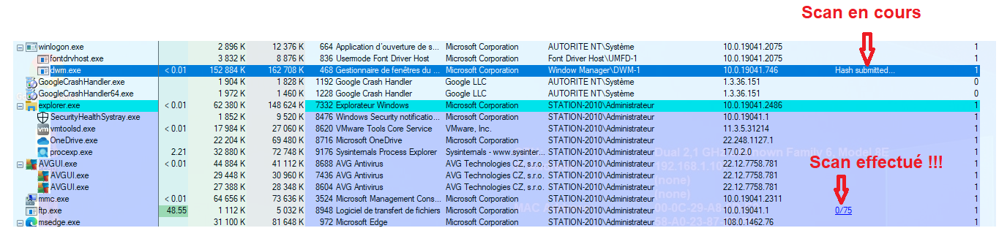 Scan en cours
winlogon.exe 2 896 K 12 376 K 664 Application d'ouverture de s... Microsoft Corporation AUTORITE NT\Système 10.0.19041.2075 1
fontdrvhost.exe 3 832 K 8 876 K 836 Usermode Font Driver Host Microsoft Corporation Font Driver Host\UMFD-1 10.0.19041.2075 1
dwm.exe < 0.01 152 884 K 162 708 K 468 Gestionnaire de fenêtres du ... Microsoft Corporation Window Manager\DWM-1 10.0.19041.746 Hash submitted... 1
GoogleCrashHandler.exe 1 904 K 1 828 K 1192 Google Crash Handler Google LLC AUTORITE NT\Système 1.3.36.151 0
GoogleCrashHandler64.exe 1 972 K 1 460 K 1228 Google Crash Handler Google LLC AUTORITE NT\Système 1.3.36.151 0
explorer.exe < 0.01 62 380 K 148 624 K 7332 Explorateur Windows Microsoft Corporation STATION-2010\Administrateur 10.0.19041.2486 1
SecurityHealthSystray.exe 1 852 K 9 520 K 8476 Windows Security notificatio... Microsoft Corporation STATION-2010\Administrateur 10.0.19041.1 1
vmtoolsd.exe < 0.01 17 984 K 27 060 K 8620 VMware Tools Core Service VMware, Inc. STATION-2010\Administrateur 11.3.5.31214 1
OneDrive.exe 22 204 K 69 480 K 8716 Microsoft OneDrive Microsoft Corporation STATION-2010\Administrateur 22.248.1127.1 1
procexp.exe 2.21 32 880 K 72 748 K 9176 Sysinternals Process Explorer Sysinternals - www.sysinter... STATION-2010\Administrateur 17.0.2.0 1
Dual 2,1 GHz Unknown Family 6, Model 8E
AVGUI.exe < 0.01 44 884 K 41 112 K 8688 AVG Antivirus AVG Technologies CZ, s.r.o. STATION-2010\Administrateur 22.12.7758.781 1
192.168.1.10
Scan effectué !!!
AVGUI.exe 29 448 K 30 960 K 7436 AVG Antivirus AVG Technologies CZ, s.r.o. STATION-2010\Administrateur 22.12.7758.781 1
(none)
AVGUI.exe 27 388 K 28 348 K 8604 AVG Antivirus AVG Technologies CZ, s.r.o. STATION-2010\Administrateur 22.12.7758.781 1
(none)
mmc.exe < 0.01 64 656 K 73 636 K 3524 Microsoft Management Cons... Microsoft Corporation STATION-2010\Administrateur 10.0.19041.2311 1
ftp.exe 48.55 1 112 K 5 032 K 8948 Logiciel de transfert de fichiers Microsoft Corporation STATION-2010\Administrateur 10.0.19041.1 0/75 1
MAC 00-0C-29-A8
msedge.exe 31 100 K 81 648 K 972 Microsoft Edge Microsoft Corporation STATION-2010\Administrateur 108.0.1462.76 1
58-A0-23-87